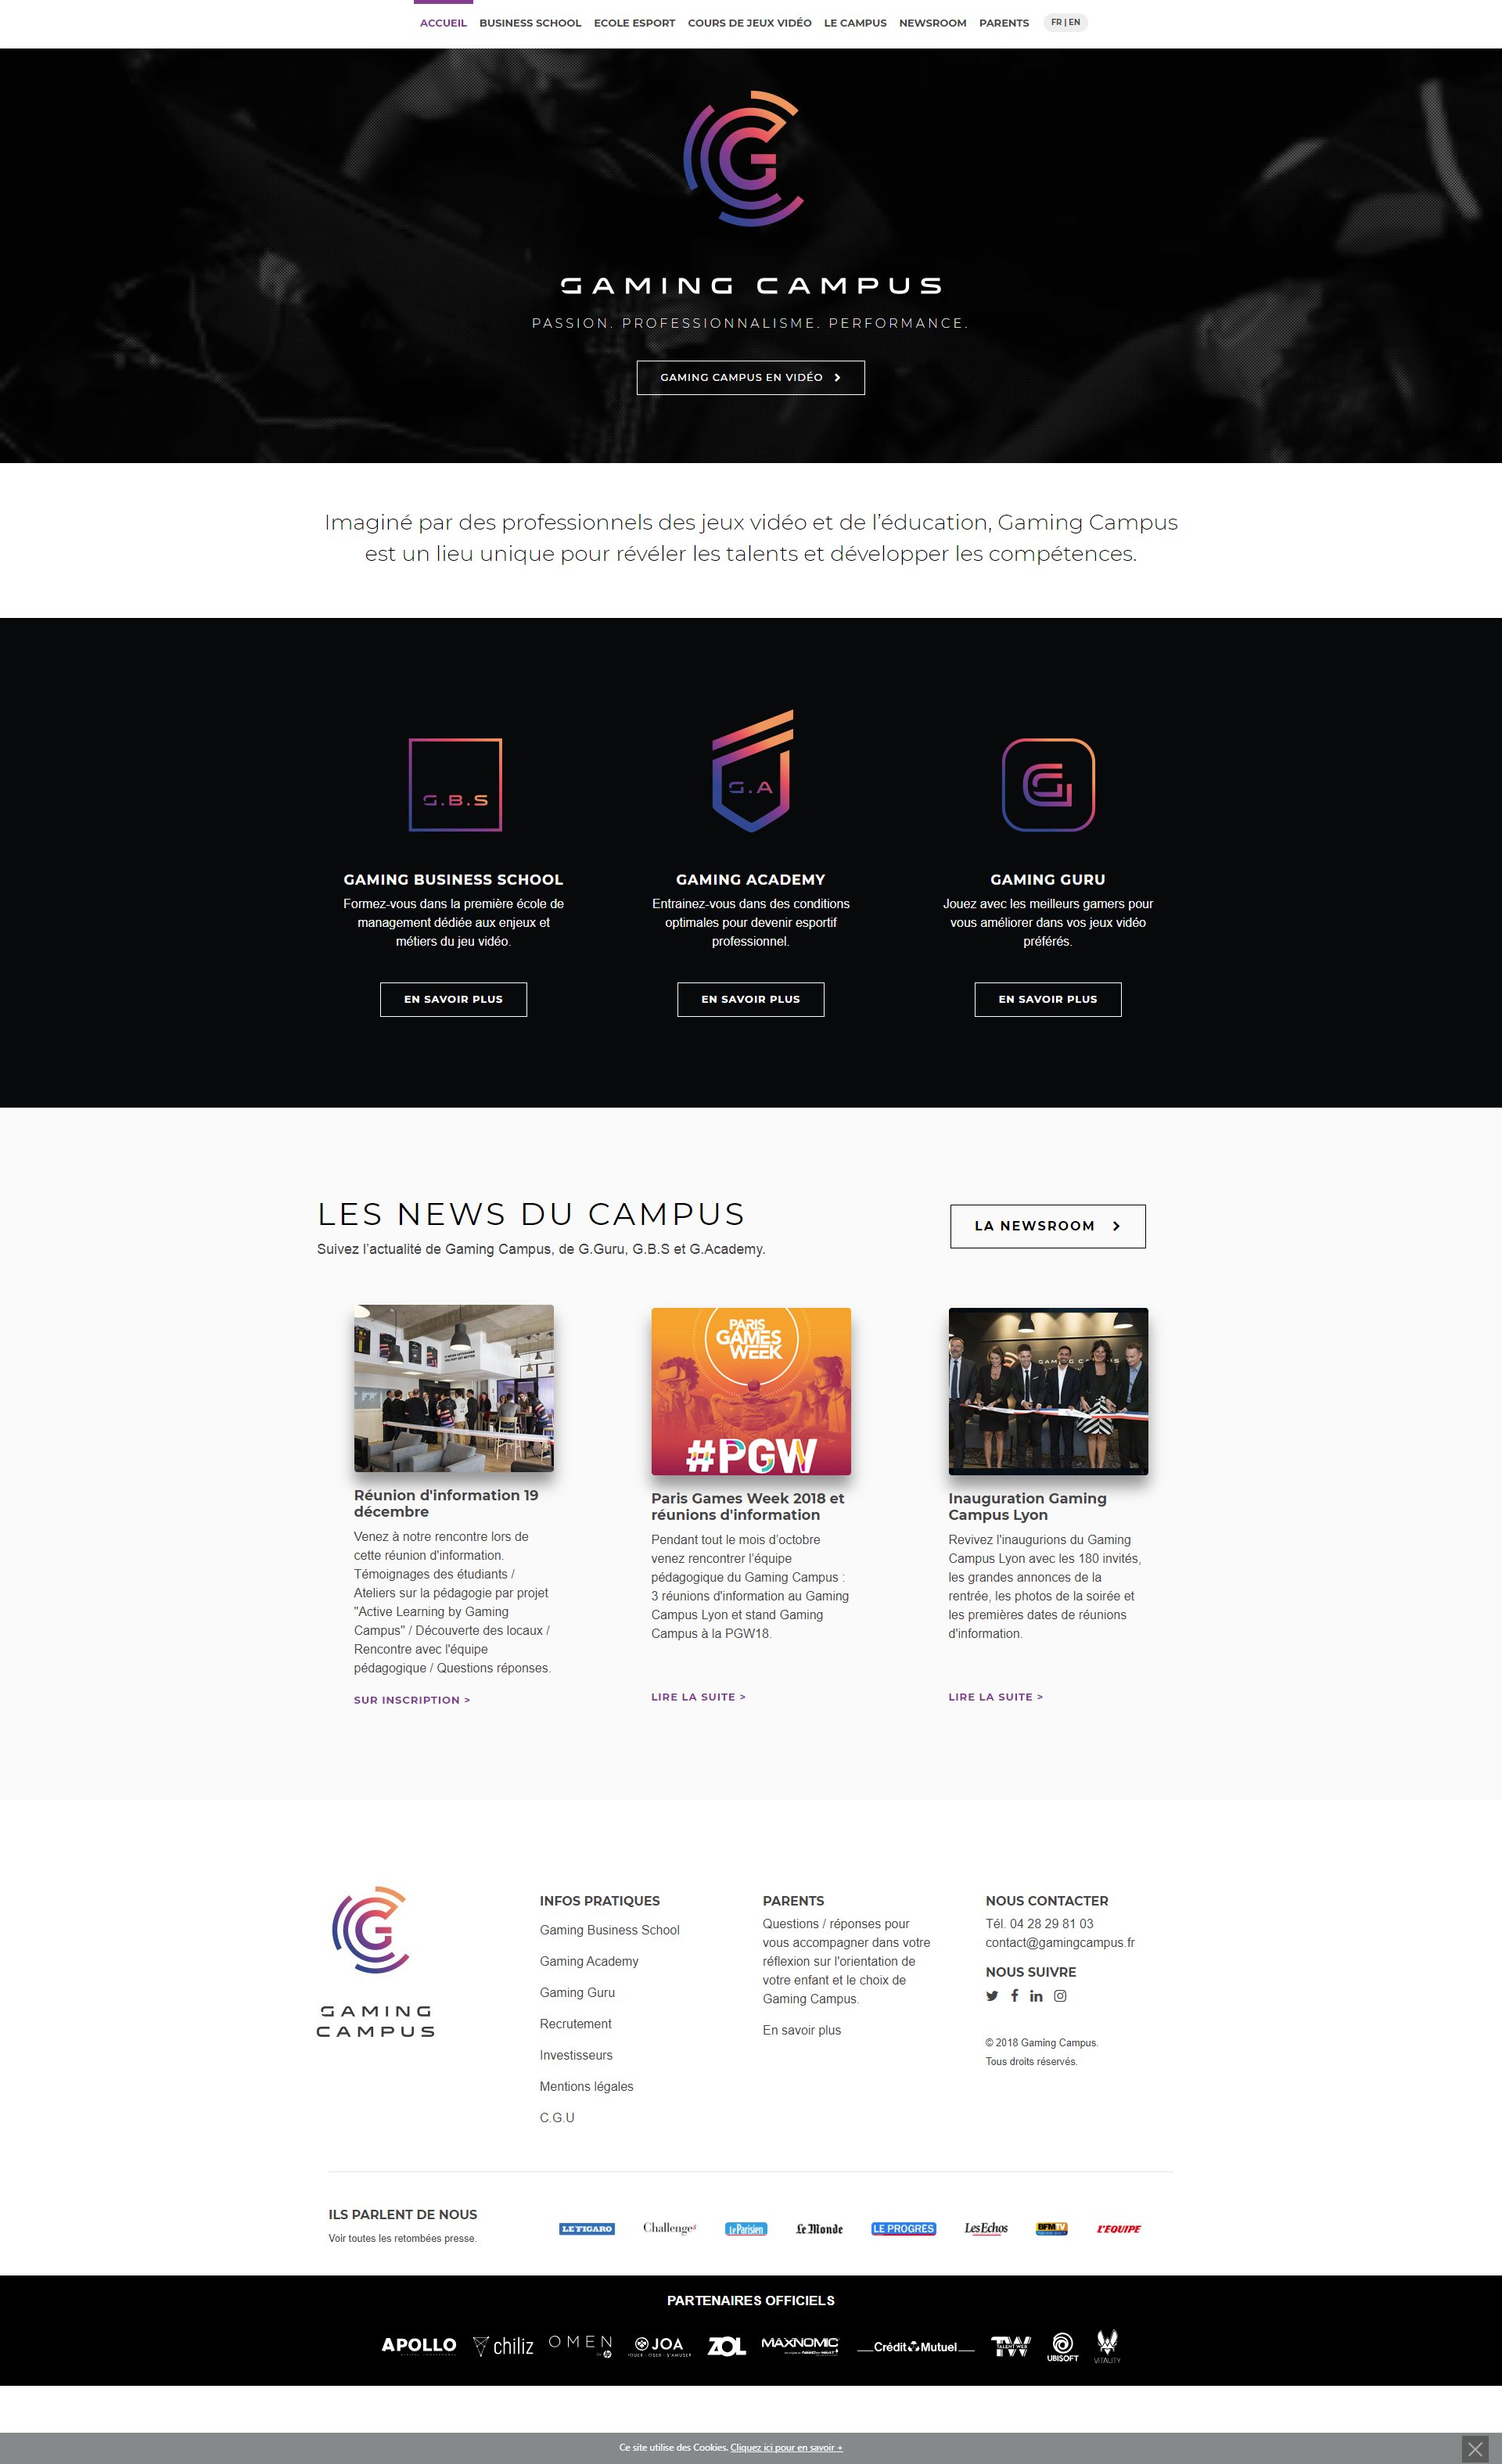 ACCUEIL BUSINESS SCHOOL ECOLE ESPORT COURS DE JEUX VIDÉO LE CAMPUS NEWSROOM PARENTS FR | EN
GAMING CAMPUS
PASSION. PROFESSIONNALISME. PERFORMANCE.
GAMING CAMPUS EN VIDÉO
Imaginé par des professionnels des jeux vidéo et de l’éducation, Gaming Campus
est un lieu unique pour révéler les talents et développer les compétences.
G.B.S
G.A
GAMING BUSINESS SCHOOL
Formez-vous dans la première école de
management dédiée aux enjeux et
métiers du jeu vidéo.
EN SAVOIR PLUS
GAMING ACADEMY
Entrainez-vous dans des conditions
optimales pour devenir esportif
professionnel.
EN SAVOIR PLUS
GAMING GURU
Jouez avec les meilleurs gamers pour
vous améliorer dans vos jeux vidéo
préférés.
EN SAVOIR PLUS
LES NEWS DU CAMPUS
Suivez l’actualité de Gaming Campus, de G.Guru, G.B.S et G.Academy.
LA NEWSROOM
Réunion d'information 19
décembre
Venez à notre rencontre lors de
cette réunion d'information.
Témoignages des étudiants /
Ateliers sur la pédagogie par projet
"Active Learning by Gaming
Campus" / Découverte des locaux /
Rencontre avec l'équipe
pédagogique / Questions réponses.
SUR INSCRIPTION >
PARIS
GAMES
WEEK
#PGW
Paris Games Week 2018 et
réunions d'information
Pendant tout le mois d’octobre
venez rencontrer l’équipe
pédagogique du Gaming Campus :
3 réunions d'information au Gaming
Campus Lyon et stand Gaming
Campus à la PGW18.
LIRE LA SUITE >
GAMING CAMPUS
Inauguration Gaming
Campus Lyon
Revivez l'inaugurions du Gaming
Campus Lyon avec les 180 invités,
les grandes annonces de la
rentrée, les photos de la soirée et
les premières dates de réunions
d'information.
LIRE LA SUITE >
GAMING
CAMPUS
INFOS PRATIQUES
Gaming Business School
Gaming Academy
Gaming Guru
Recrutement
Investisseurs
Mentions légales
C.G.U
PARENTS
Questions / réponses pour
vous accompagner dans votre
réflexion sur l'orientation de
votre enfant et le choix de
Gaming Campus.
En savoir plus
NOUS CONTACTER
Tél. 04 28 29 81 03
contact@gamingcampus.fr
NOUS SUIVRE
© 2018 Gaming Campus.
Tous droits réservés.
ILS PARLENT DE NOUS
Voir toutes les retombées presse.
LE FIGARO Challenges Le Parisien Le Monde LE PROGRES Les Echos BFM TV L'EQUIPE
PARTENAIRES OFFICIELS
APOLLO chiliz OMEN by hp JOA JOUER · OSER · S'AMUSER ZQL MAXNOMIC Crédit Mutuel TW TALENT WEB UBISOFT VITALITY
Ce site utilise des Cookies. Cliquez ici pour en savoir +